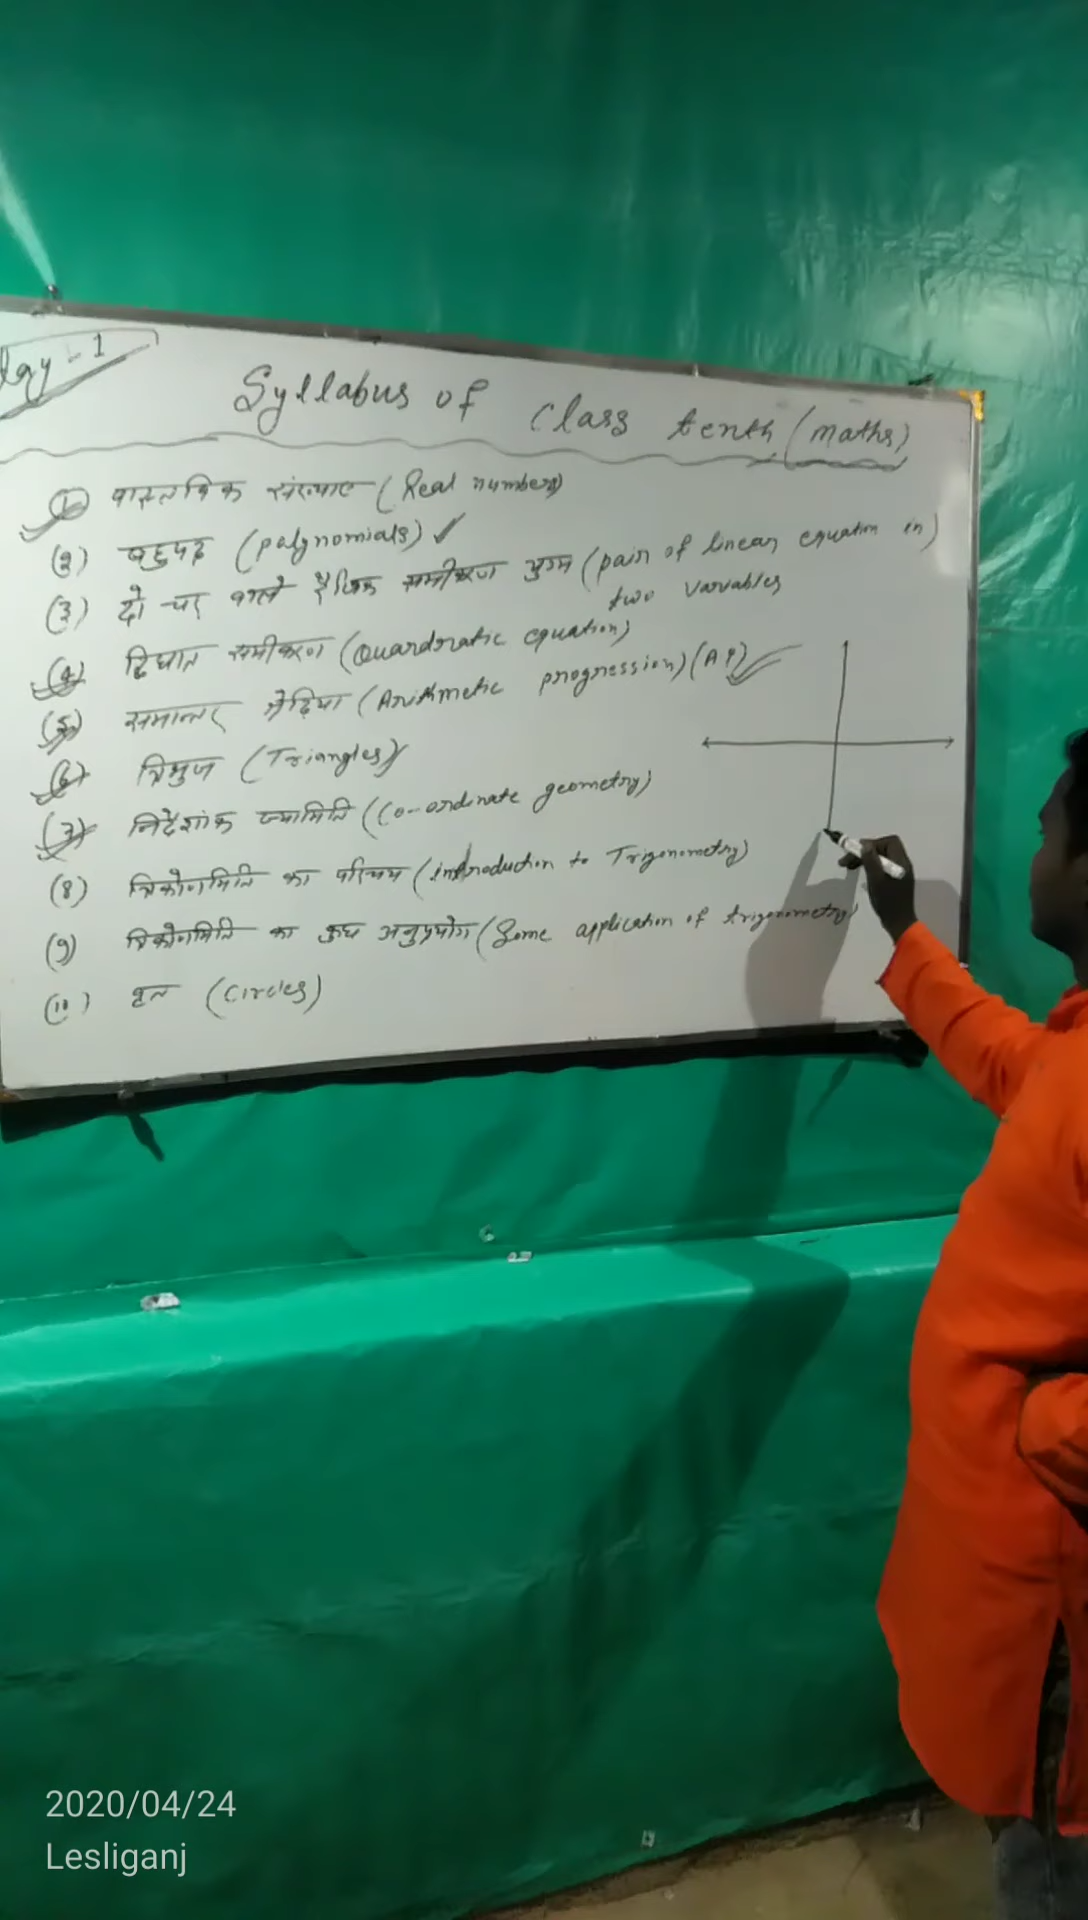 Day - 1
Syllabus of Class tenth (maths)
(1) वास्तविक संख्याए (Real numbers)
(2) बहुपद (polynomials) ✓
(3) दो चर वाले रैखिक समीकरण युग्म (pair of linear equation in)
two variables
(4) द्विघात समीकरण (Quardratic equation)
(5) समान्तर श्रेढ़िया (Arithmetic progression) (A P)
(6) त्रिभुज (Triangles)
(7) निर्देशांक ज्यामिति (Co-ordinate geometry)
(8) त्रिकोणमिति का परिचय (introduction to Trigonometry)
(9) त्रिकोणमिति का कुछ अनुप्रयोग (Some application of trigonometry)
(10) वृत (Circles)
2020/04/24
Lesliganj